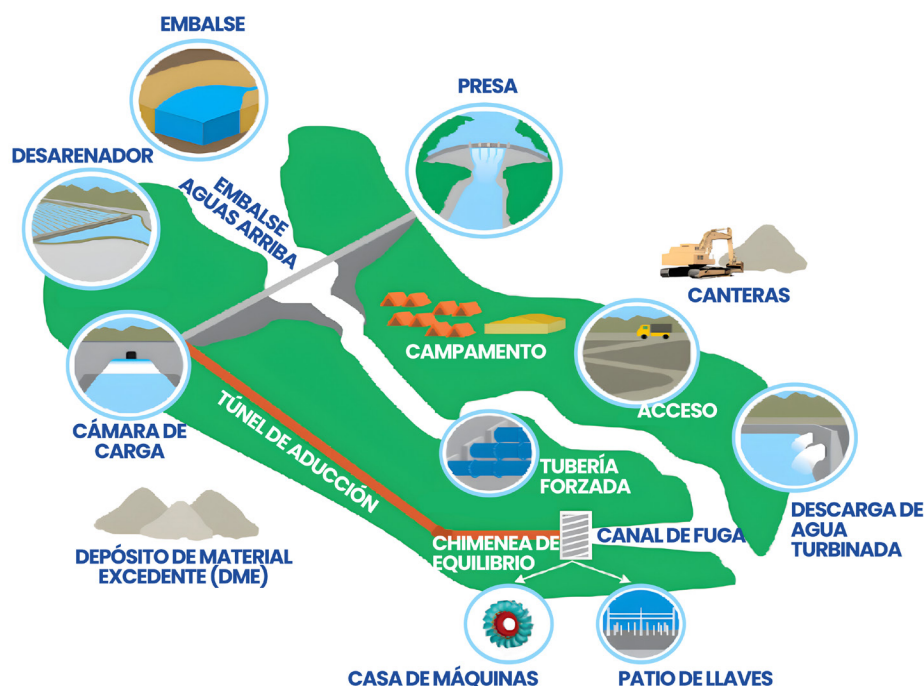 EMBALSE
PRESA
DESARENADOR
EMBALSE
AGUAS ARRIBA
CANTERAS
CAMPAMENTO
ACCESO
CÁMARA DE
CARGA
TÚNEL DE ADUCCIÓN
TUBERÍA
FORZADA
DESCARGA DE
AGUA
TURBINADA
DEPÓSITO DE MATERIAL
EXCEDENTE (DME)
CHIMENEA DE
EQUILIBRIO
CANAL DE FUGA
CASA DE MÁQUINAS
PATIO DE LLAVES